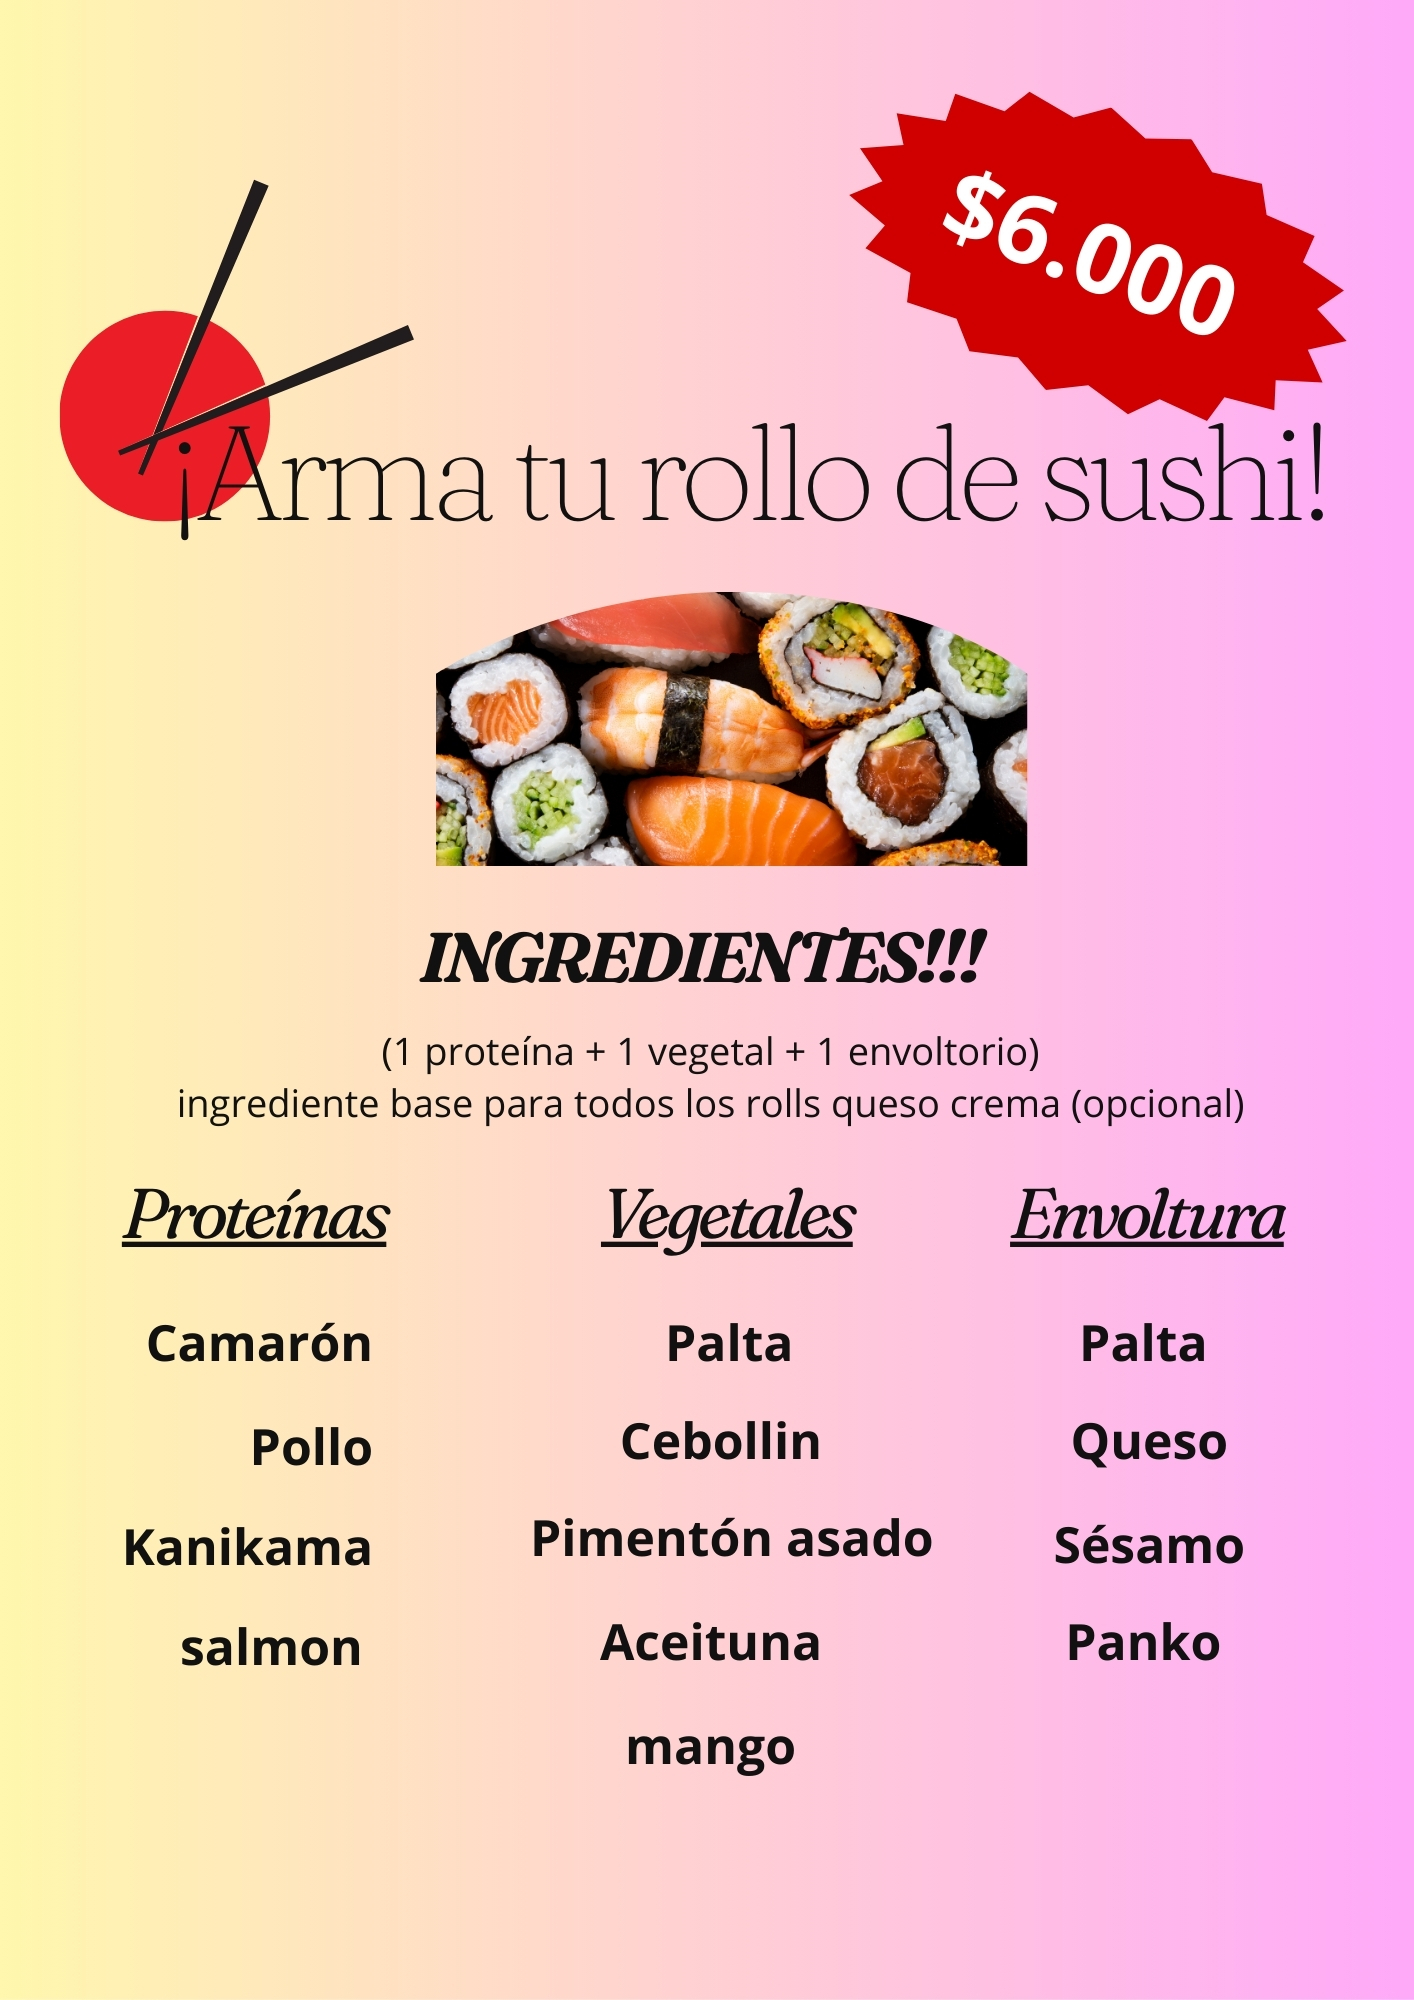 $6.000
¡Arma tu rollo de sushi!
INGREDIENTES!!!
(1 proteína + 1 vegetal + 1 envoltorio)
ingrediente base para todos los rolls queso crema (opcional)
Proteínas
Camarón
Pollo
Kanikama
salmon
Vegetales
Palta
Cebollin
Pimentón asado
Aceituna
mango
Envoltura
Palta
Queso
Sésamo
Panko